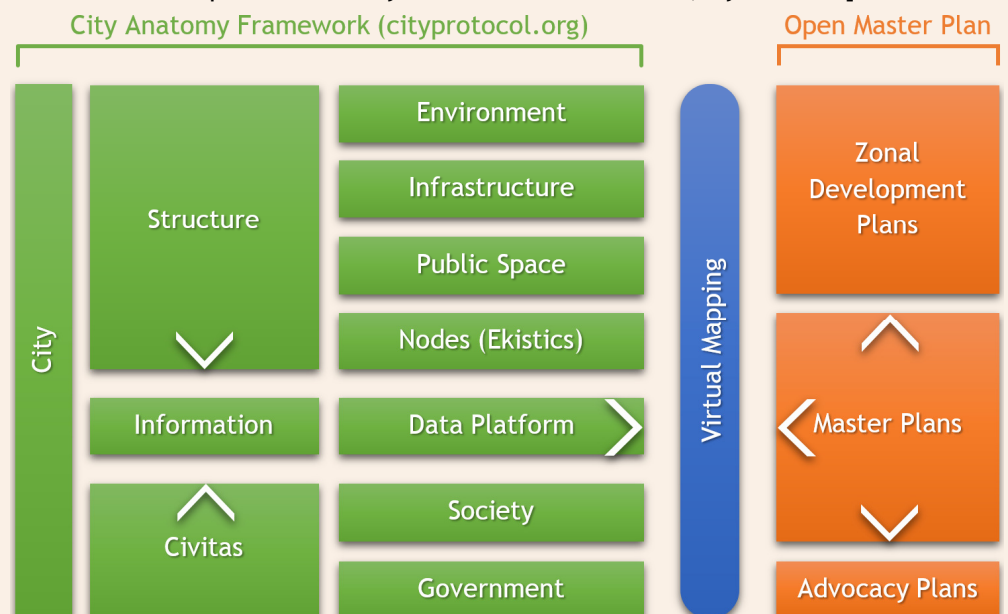 City Anatomy Framework (cityprotocol.org)
Open Master Plan
City
Structure
Environment
Infrastructure
Public Space
Nodes (Ekistics)
Information
Data Platform
Civitas
Society
Government
Virtual Mapping
Zonal
Development
Plans
Master Plans
Advocacy Plans